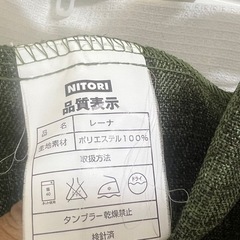 NITORI
品質表示
品名 レーナ
生地素材 ポリエステル100%
取扱方法
ドライ
タンブラー乾燥禁止
検針済